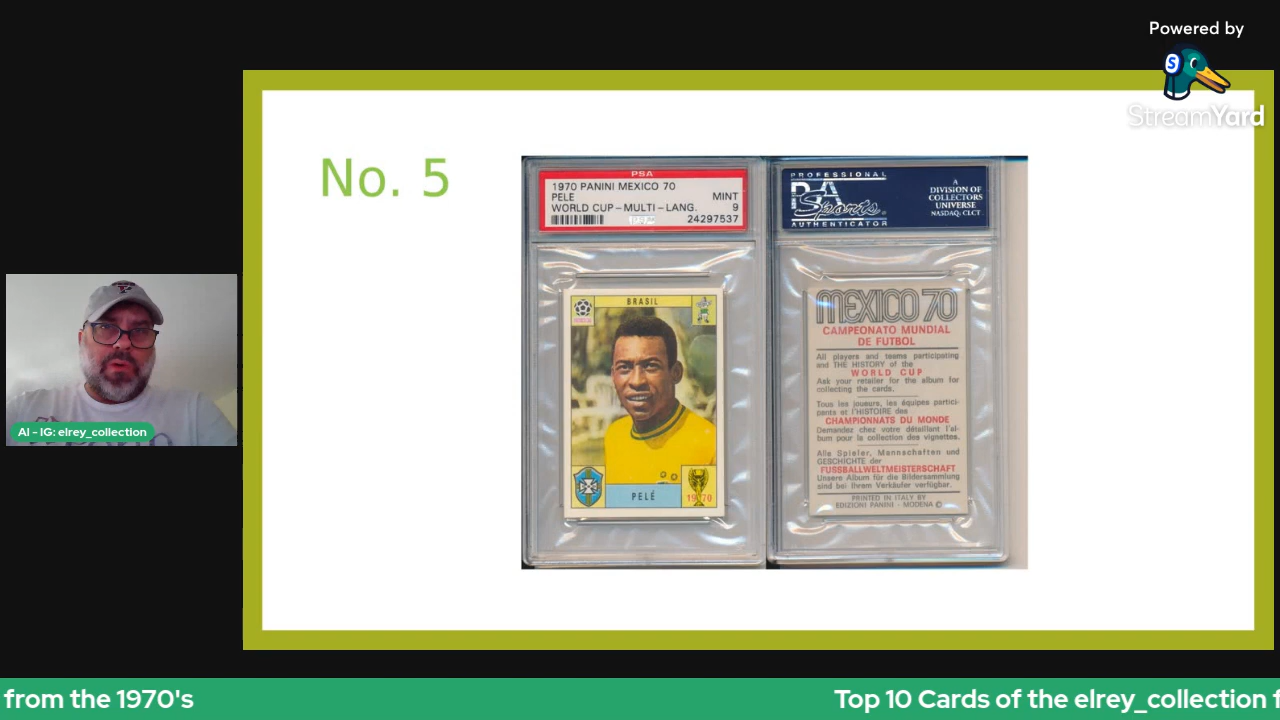 Powered by
StreamYard
No. 5
PSA
1970 PANINI MEXICO 70
PELE MINT
WORLD CUP – MULTI – LANG. 9
24297537
PROFESSIONAL
PSA
Sports
AUTHENTICATOR
A
DIVISION OF
COLLECTORS
UNIVERSE
NASDAQ: CLCT
BRASIL
PELÉ
1970
MEXICO 70
CAMPEONATO MUNDIAL
DE FUTBOL
All players and teams participating
and THE HISTORY of the
WORLD CUP
Ask your retailer for the album for
collecting the cards.
Tous les joueurs, les équipes partici-
pants et l'HISTOIRE des
CHAMPIONNATS DU MONDE
Demandez chez votre détaillant l'al-
bum pour la collection des vignettes.
Alle Spieler, Mannschaften und
GESCHICHTE der
FUSSBALLWELTMEISTERSCHAFT
Unsere Album für die Bildersammlung
sind bei Ihrem Verkäufer verfügbar.
PRINTED IN ITALY BY
EDIZIONI PANINI - MODENA ©
Al - IG: elrey_collection
from the 1970's
Top 10 Cards of the elrey_collection f